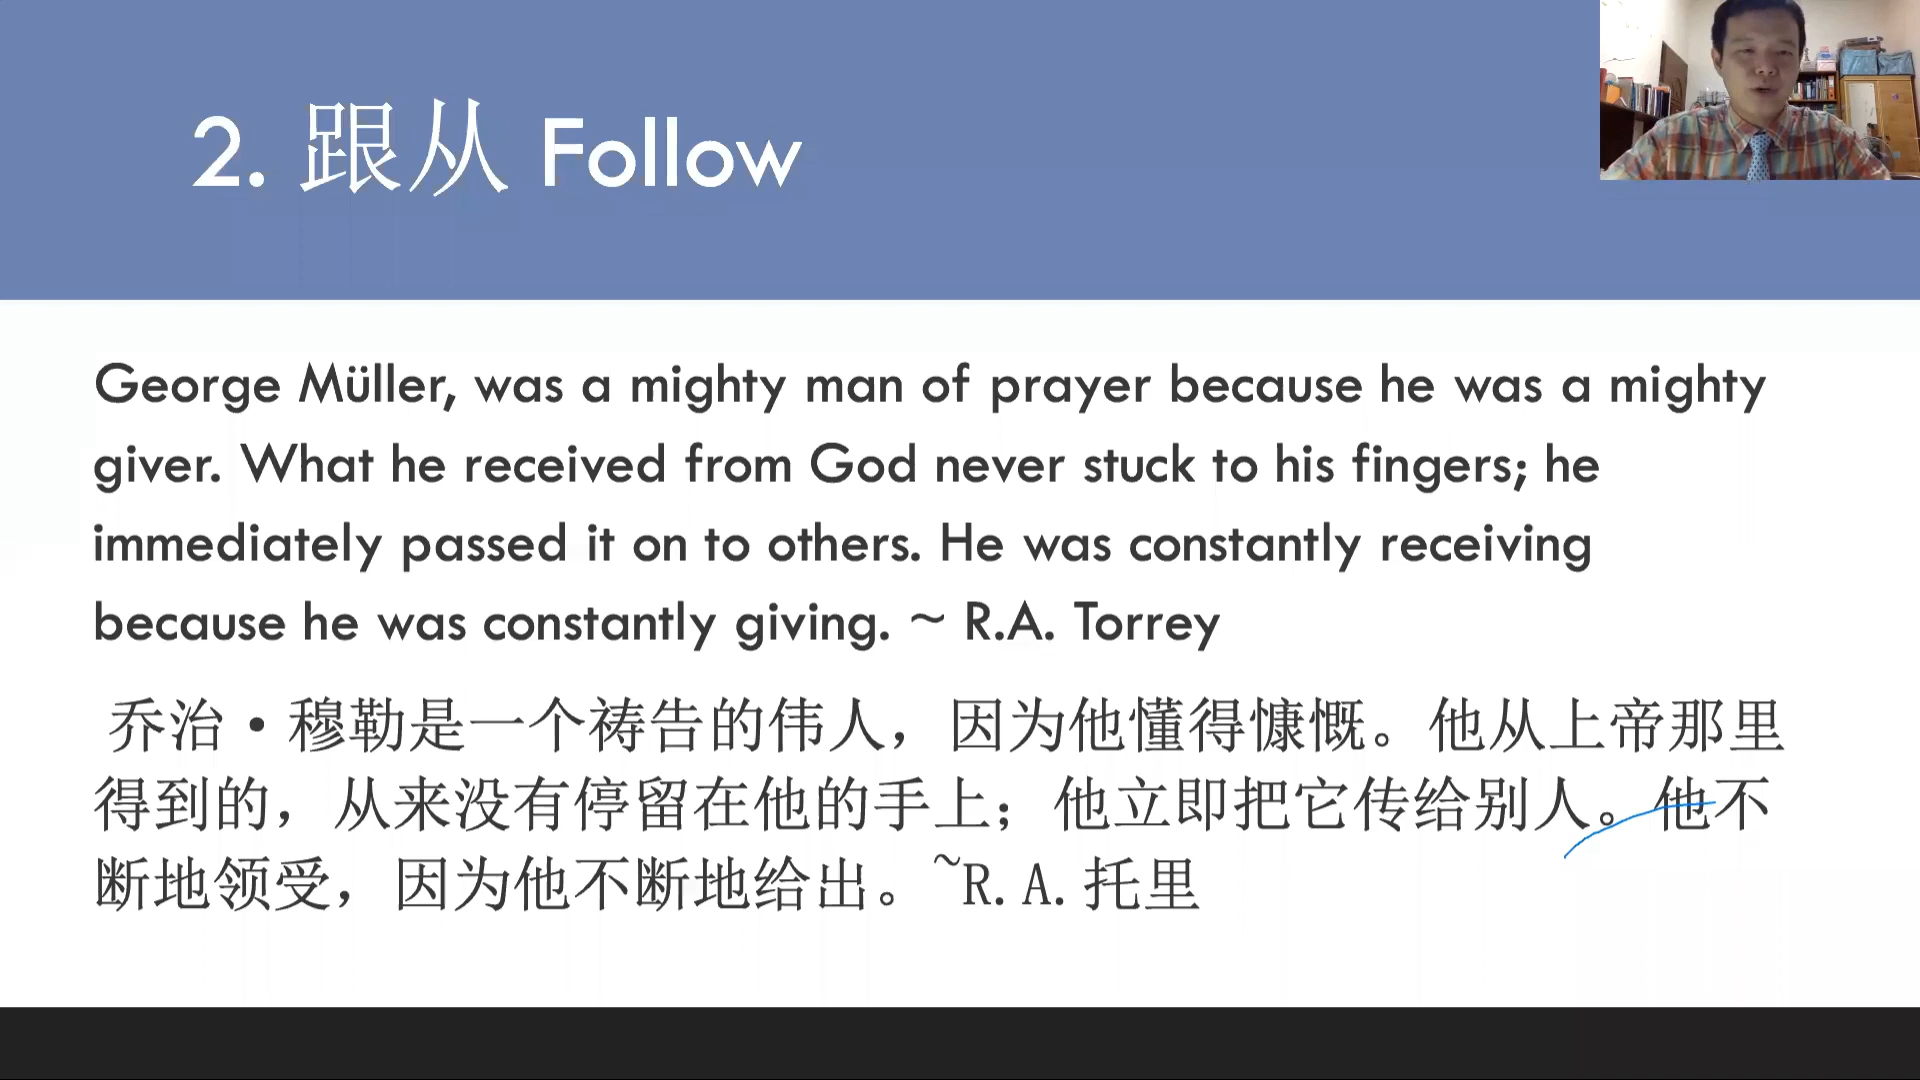 2. 跟从 Follow
George Müller, was a mighty man of prayer because he was a mighty
giver. What he received from God never stuck to his fingers; he
immediately passed it on to others. He was constantly receiving
because he was constantly giving. ~ R.A. Torrey
乔治·穆勒是一个祷告的伟人，因为他懂得慷慨。他从上帝那里
得到的，从来没有停留在他的手上；他立即把它传给别人。他不
断地领受，因为他不断地给出。~R.A.托里